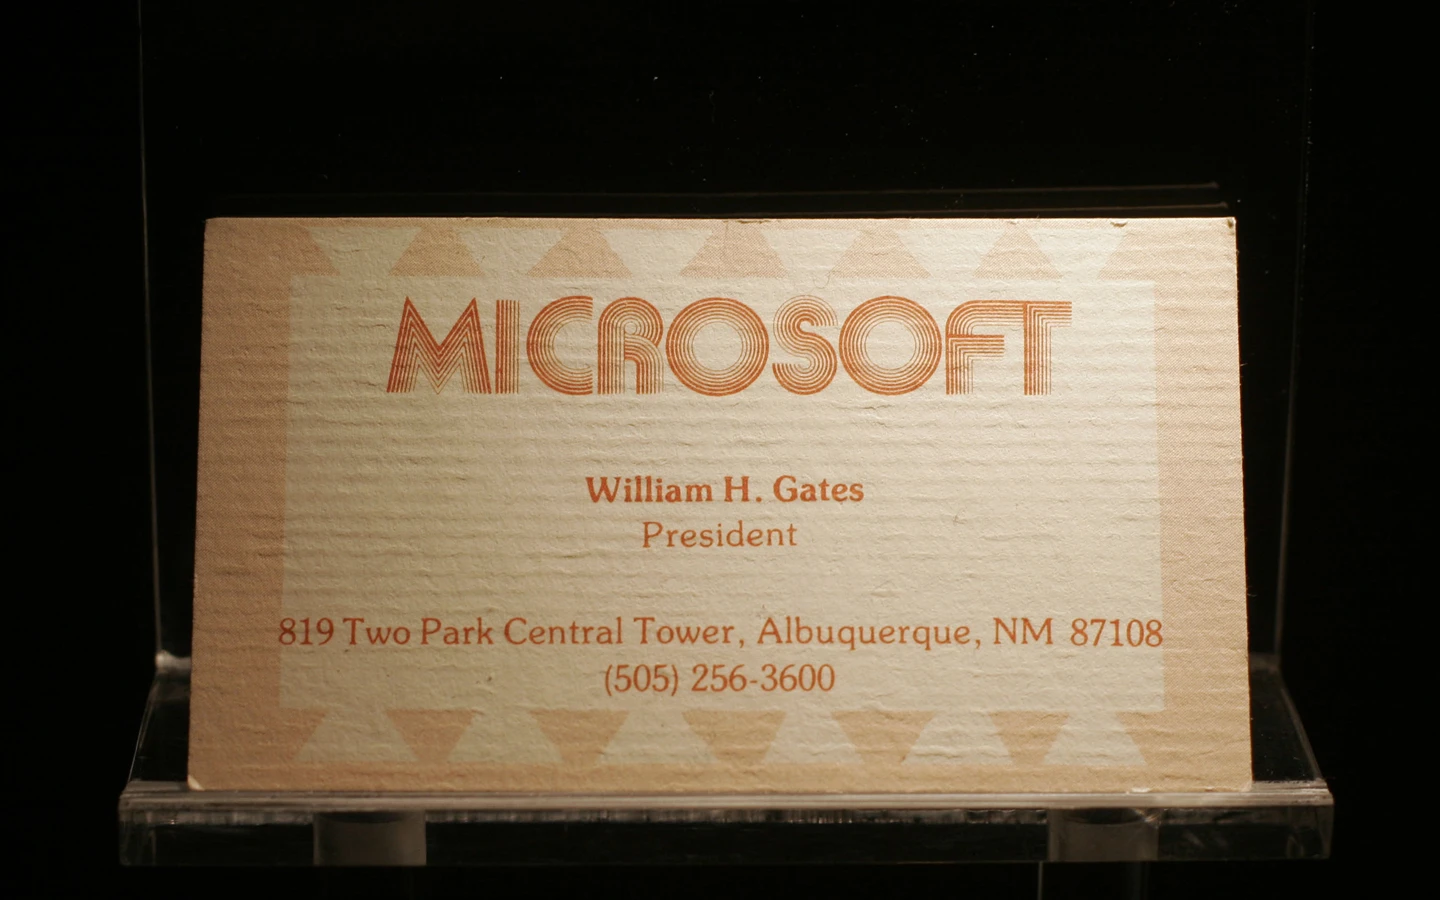 MICROSOFT
William H. Gates
President
819 Two Park Central Tower, Albuquerque, NM 87108
(505) 256-3600